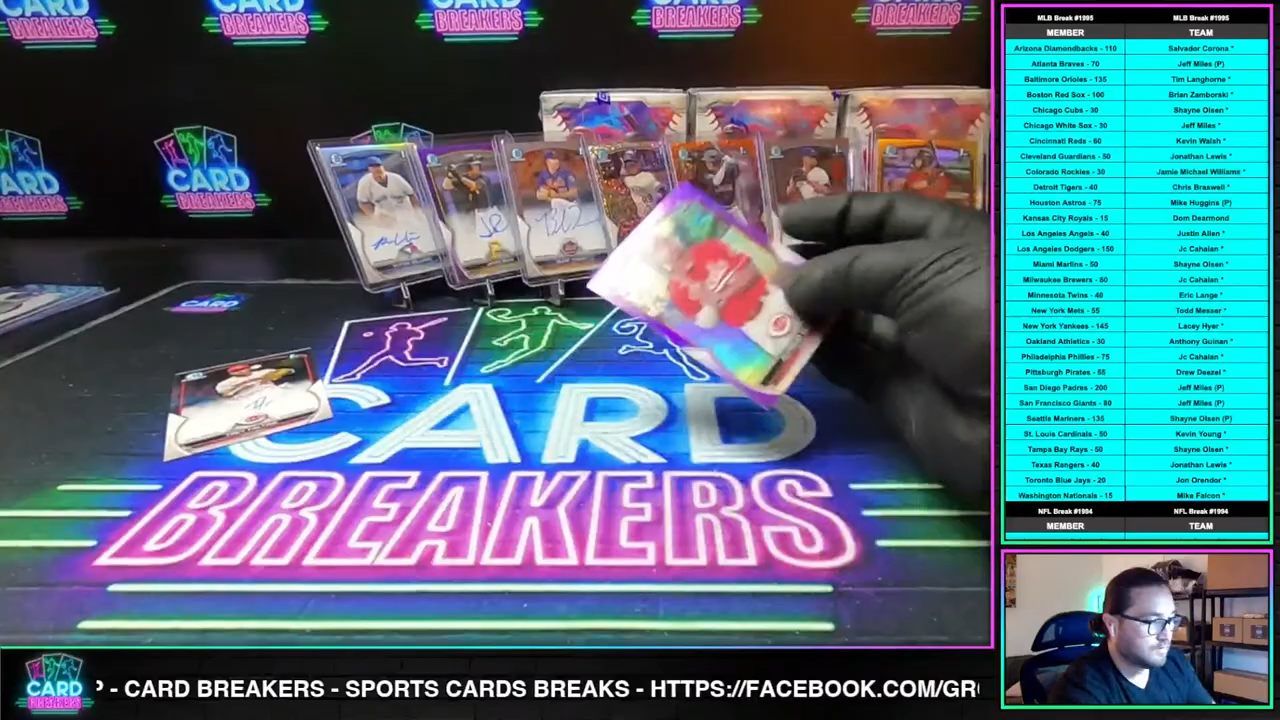 CARD
BREAKERS
BREAKERS
BREAKERS
BREAKERS
BREAKERS
CARD
BREAKERS
CARD
BREAKERS
CARD
CARD
BREAKERS
MLB Break #1995 MLB Break #1995
MEMBER TEAM
Arizona Diamondbacks - 110 Salvador Corona *
Atlanta Braves - 70 Jeff Miles (P)
Baltimore Orioles - 135 Tim Langhorne *
Boston Red Sox - 100 Brian Zamborski *
Chicago Cubs - 30 Shayne Olsen *
Chicago White Sox - 30 Jeff Miles *
Cincinnati Reds - 60 Kevin Walsh *
Cleveland Guardians - 50 Jonathan Lewis *
Colorado Rockies - 30 Jamie Michael Williams *
Detroit Tigers - 40 Chris Braswell *
Houston Astros - 75 Mike Huggins (P)
Kansas City Royals - 15 Dom Dearmond
Los Angeles Angels - 40 Justin Allen *
Los Angeles Dodgers - 150 Jc Cahalan *
Miami Marlins - 50 Shayne Olsen *
Milwaukee Brewers - 60 Jc Cahalan *
Minnesota Twins - 40 Eric Lange *
New York Mets - 55 Todd Messer *
New York Yankees - 145 Lacey Hyer *
Oakland Athletics - 30 Anthony Guinan *
Philadelphia Phillies - 75 Jc Cahalan *
Pittsburgh Pirates - 55 Drew Deezel *
San Diego Padres - 200 Jeff Miles (P)
San Francisco Giants - 80 Jeff Miles (P)
Seattle Mariners - 135 Shayne Olsen (P)
St. Louis Cardinals - 50 Kevin Young *
Tampa Bay Rays - 50 Shayne Olsen *
Texas Rangers - 40 Jonathan Lewis *
Toronto Blue Jays - 20 Jon Orendor *
Washington Nationals - 15 Mike Falcon *
NFL Break #1994 NFL Break #1994
MEMBER TEAM
CARD
BREAKERS
- CARD BREAKERS - SPORTS CARDS BREAKS - HTTPS://FACEBOOK.COM/GR